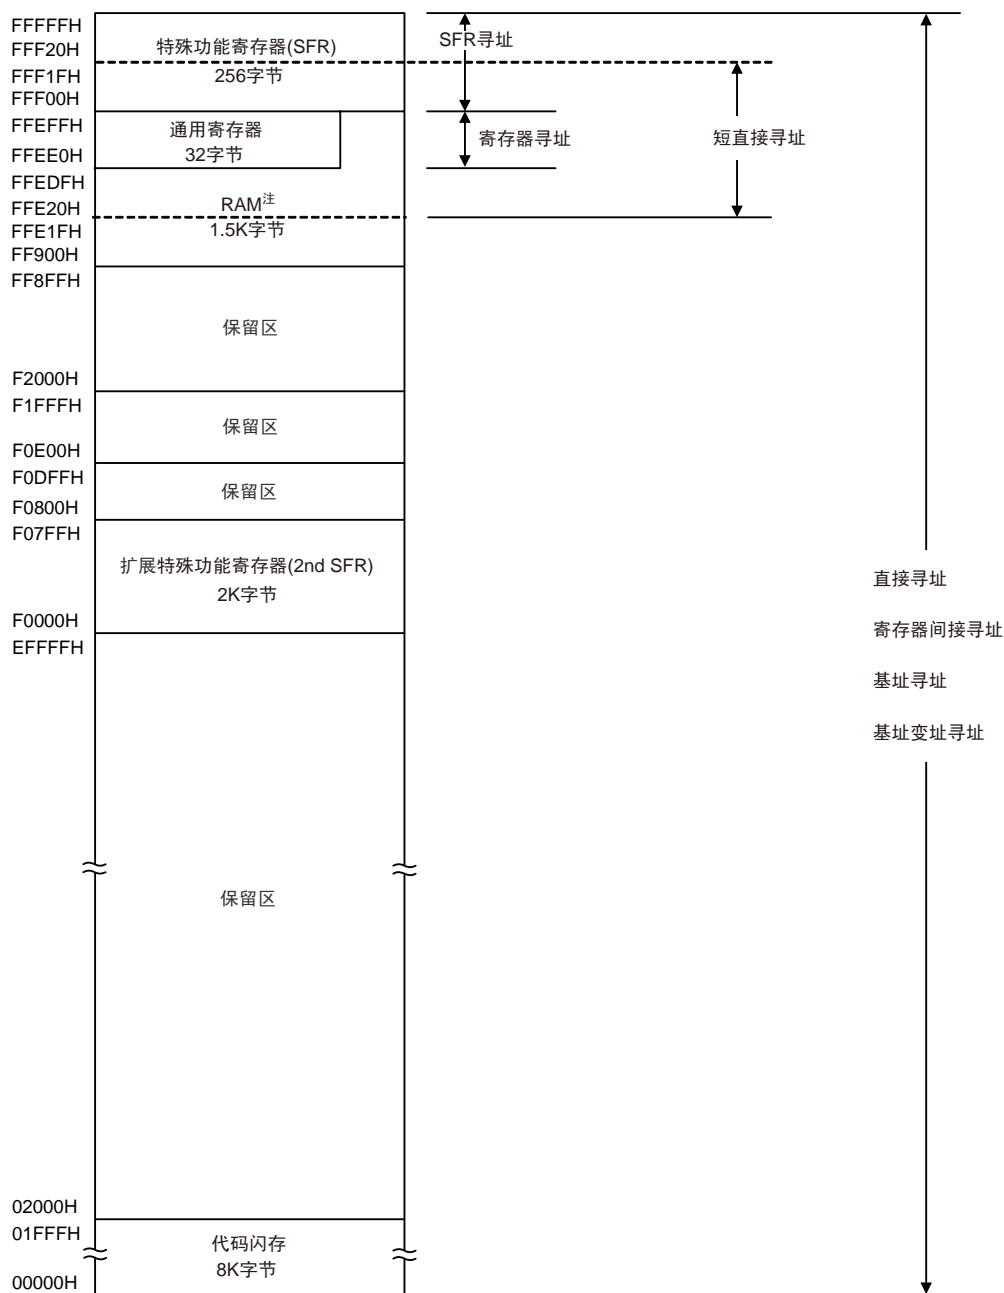 FFFFFH
FFF20H
FFF1FH
FFF00H
FFEFFH
FFEE0H
FFEDFH
FFE20H
FFE1FH
FF900H
FF8FFH
F2000H
F1FFFH
F0E00H
F0DFFH
F0800H
F07FFH
F0000H
EFFFFH
02000H
01FFFH
00000H
特殊功能寄存器(SFR)
256字节
通用寄存器
32字节
RAM注
1.5K字节
保留区
保留区
保留区
扩展特殊功能寄存器(2nd SFR)
2K字节
保留区
代码闪存
8K字节
SFR寻址
寄存器寻址
短直接寻址
直接寻址
寄存器间接寻址
基址寻址
基址变址寻址